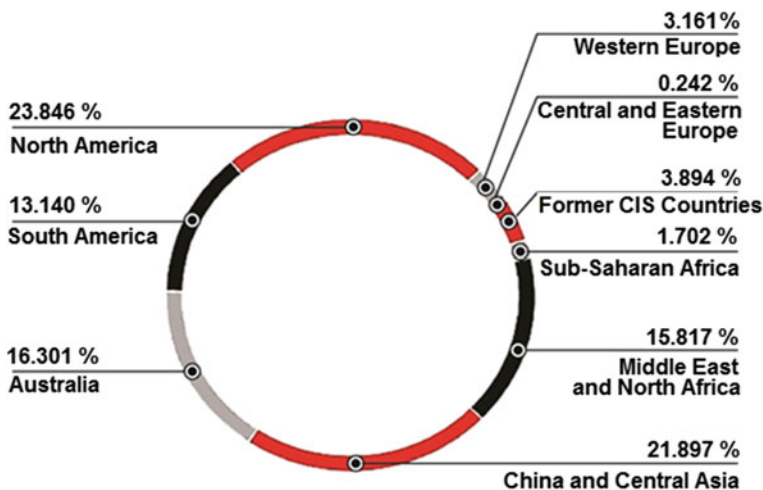 3.161%
Western Europe
0.242 %
Central and Eastern
Europe
3.894 %
Former CIS Countries
1.702 %
Sub-Saharan Africa
15.817 %
Middle East
and North Africa
21.897 %
China and Central Asia
23.846 %
North America
13.140 %
South America
16.301 %
Australia